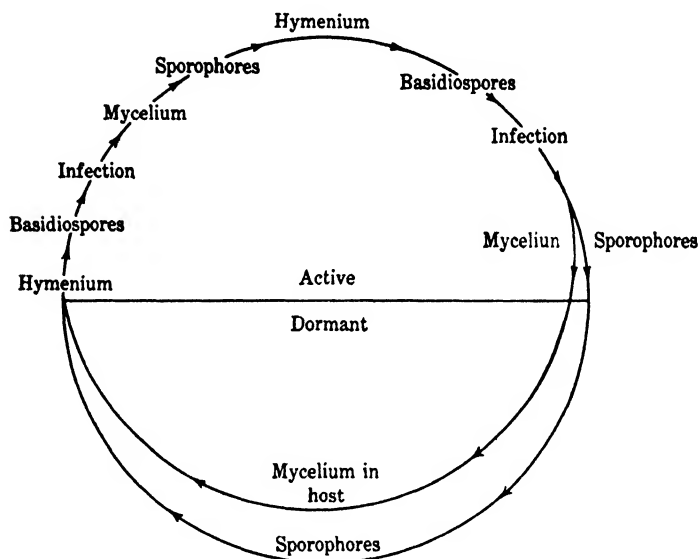 Hymenium
Sporophores
Basidiospores
Mycelium
Infection
Infection
Basidiospores
Myceliun
Sporophores
Hymenium
Active
Dormant
Mycelium in
host
Sporophores